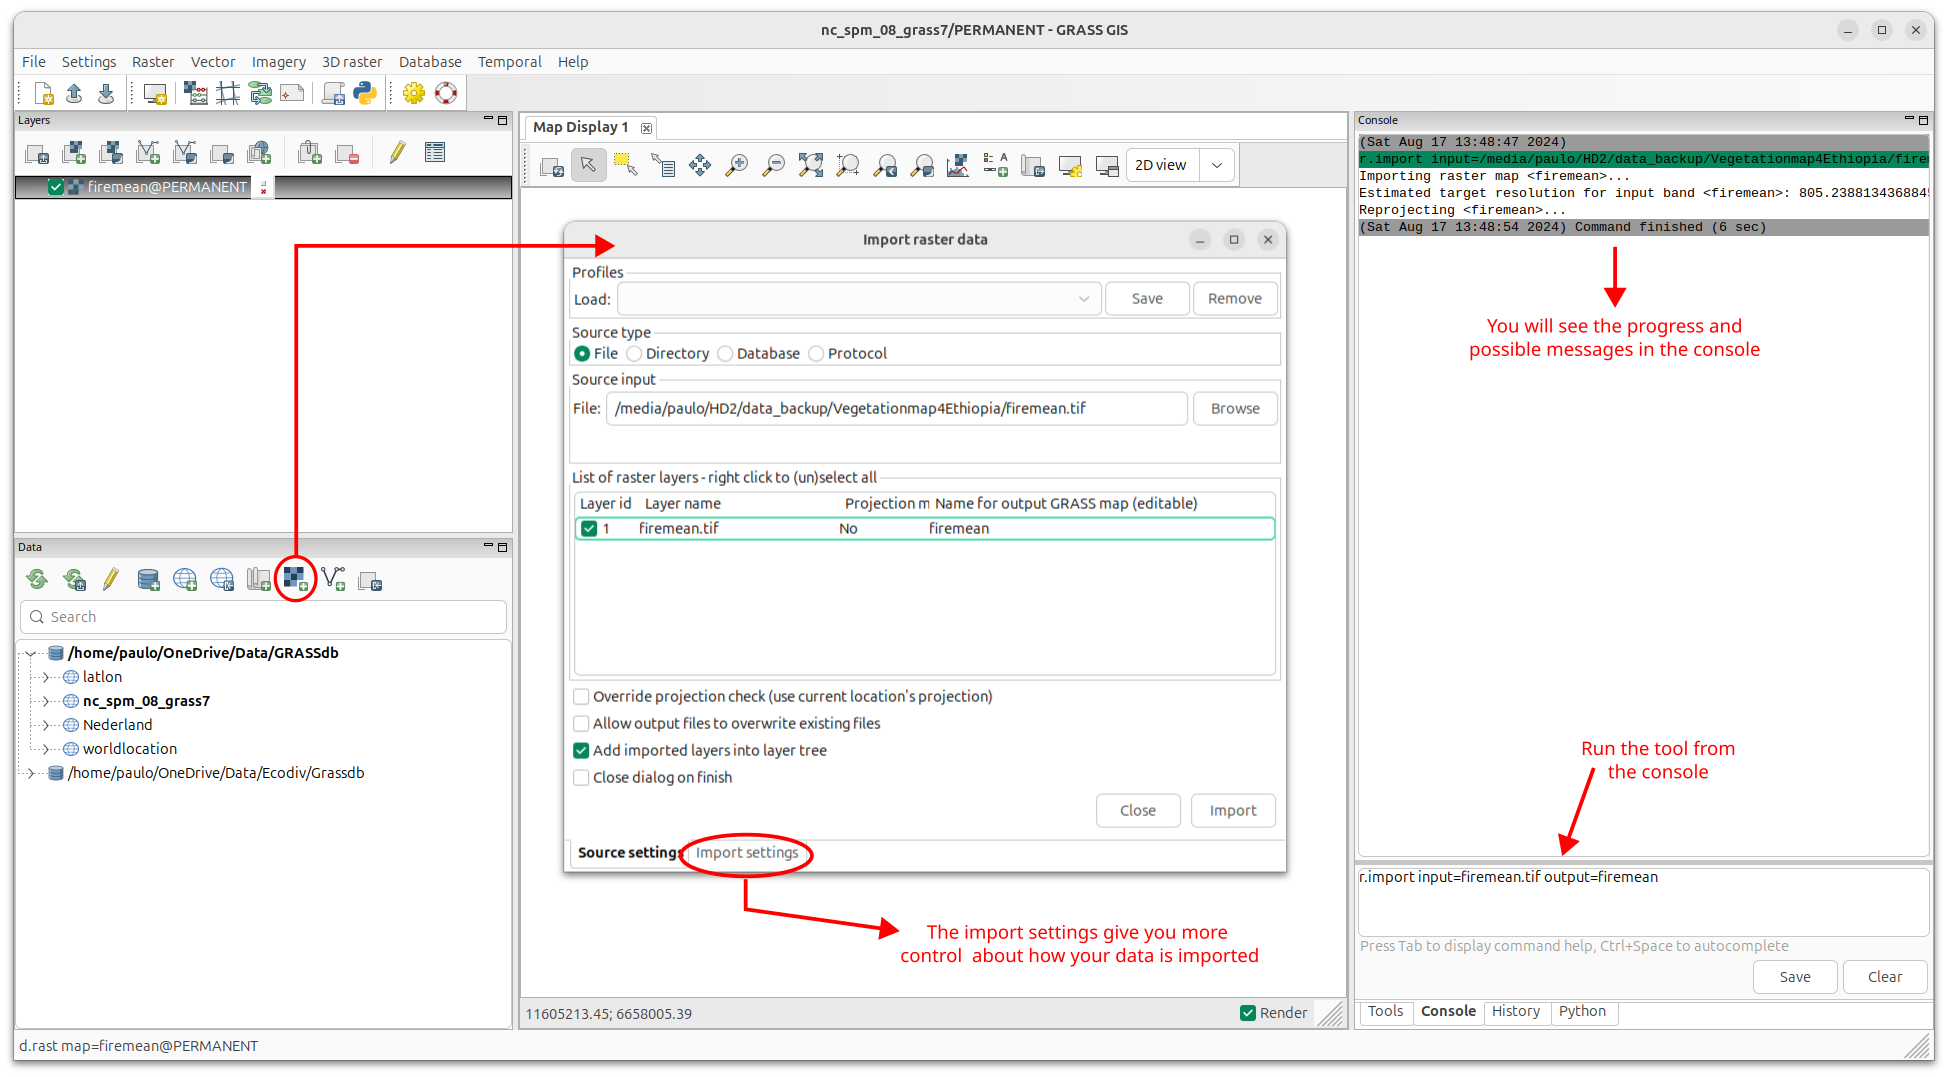 nc_spm_08_grass7/PERMANENT - GRASS GIS
File Settings Raster Vector Imagery 3D raster Database Temporal Help
Layers
firemean@PERMANENT
Map Display 1
2D view
Import raster data
Profiles
Load:
Save Remove
Source type
File Directory Database Protocol
Source input
File: /media/paulo/HD2/data_backup/Vegetationmap4Ethiopia/firemean.tif Browse
List of raster layers - right click to (un)select all
Layer id Layer name Projection m Name for output GRASS map (editable)
1 firemean.tif No firemean
Override projection check (use current location's projection)
Allow output files to overwrite existing files
Add imported layers into layer tree
Close dialog on finish
Close Import
Source settings Import settings
The import settings give you more
control about how your data is imported
11605213.45; 6658005.39
Render
Data
Search
/home/paulo/OneDrive/Data/GRASSdb
latlon
nc_spm_08_grass7
Nederland
worldlocation
/home/paulo/OneDrive/Data/Ecodiv/Grassdb
Console
(Sat Aug 17 13:48:47 2024)
r.import input=/media/paulo/HD2/data_backup/Vegetationmap4Ethiopia/firem
Importing raster map <firemean>...
Estimated target resolution for input band <firemean>: 805.2388134368845
Reprojecting <firemean>...
(Sat Aug 17 13:48:54 2024) Command finished (6 sec)
You will see the progress and
possible messages in the console
Run the tool from
the console
r.import input=firemean.tif output=firemean
Press Tab to display command help, Ctrl+Space to autocomplete
Save Clear
Tools Console History Python
d.rast map=firemean@PERMANENT